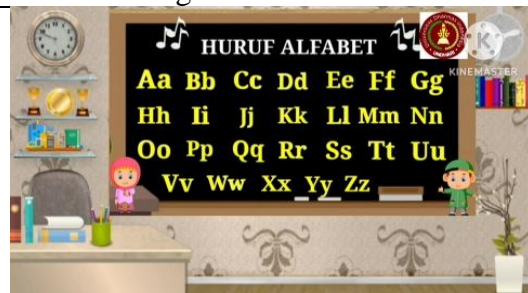 HURUF ALFABET
KINEMASTER
Aa Bb Cc Dd Ee Ff Gg
Hh Ii Jj Kk Ll Mm Nn
Oo Pp Qq Rr Ss Tt Uu
Vv Ww Xx Yy Zz